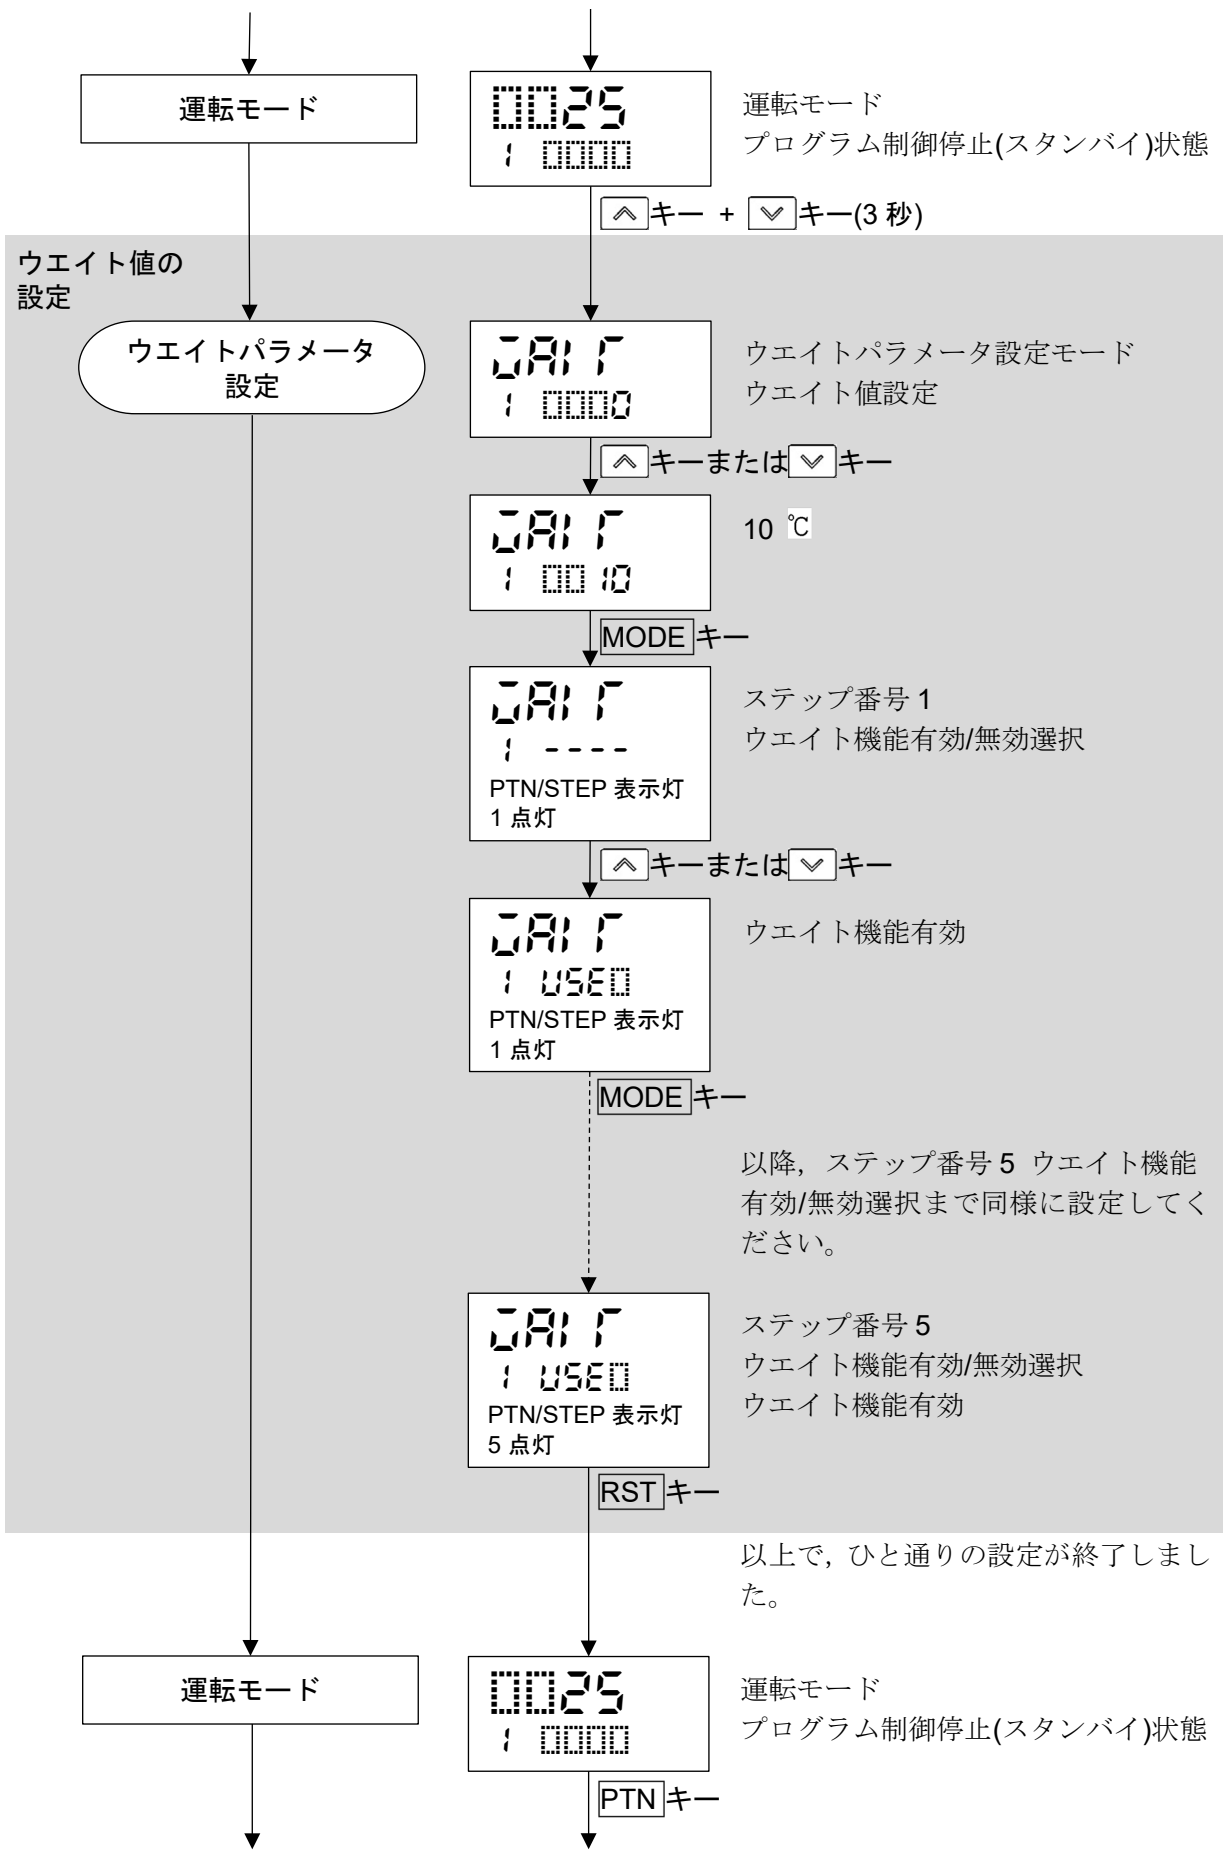 運転モード
25
1
運転モード
プログラム制御停止(スタンバイ)状態
キー + キー(3 秒)
ウエイト値の
設定
ウエイトパラメータ
設定
WAIT
1 0
ウエイトパラメータ設定モード
ウエイト値設定
キーまたは キー
WAIT
1 10
10 ℃
MODE キー
WAIT
1 ----
PTN/STEP 表示灯
1 点灯
ステップ番号 1
ウエイト機能有効/無効選択
キーまたは キー
WAIT
1 USE
PTN/STEP 表示灯
1 点灯
ウエイト機能有効
MODE キー
以降, ステップ番号 5 ウエイト機能
有効/無効選択まで同様に設定してく
ださい。
WAIT
1 USE
PTN/STEP 表示灯
5 点灯
ステップ番号 5
ウエイト機能有効/無効選択
ウエイト機能有効
RST キー
以上で, ひと通りの設定が終了しまし
た。
運転モード
25
1
運転モード
プログラム制御停止(スタンバイ)状態
PTN キー